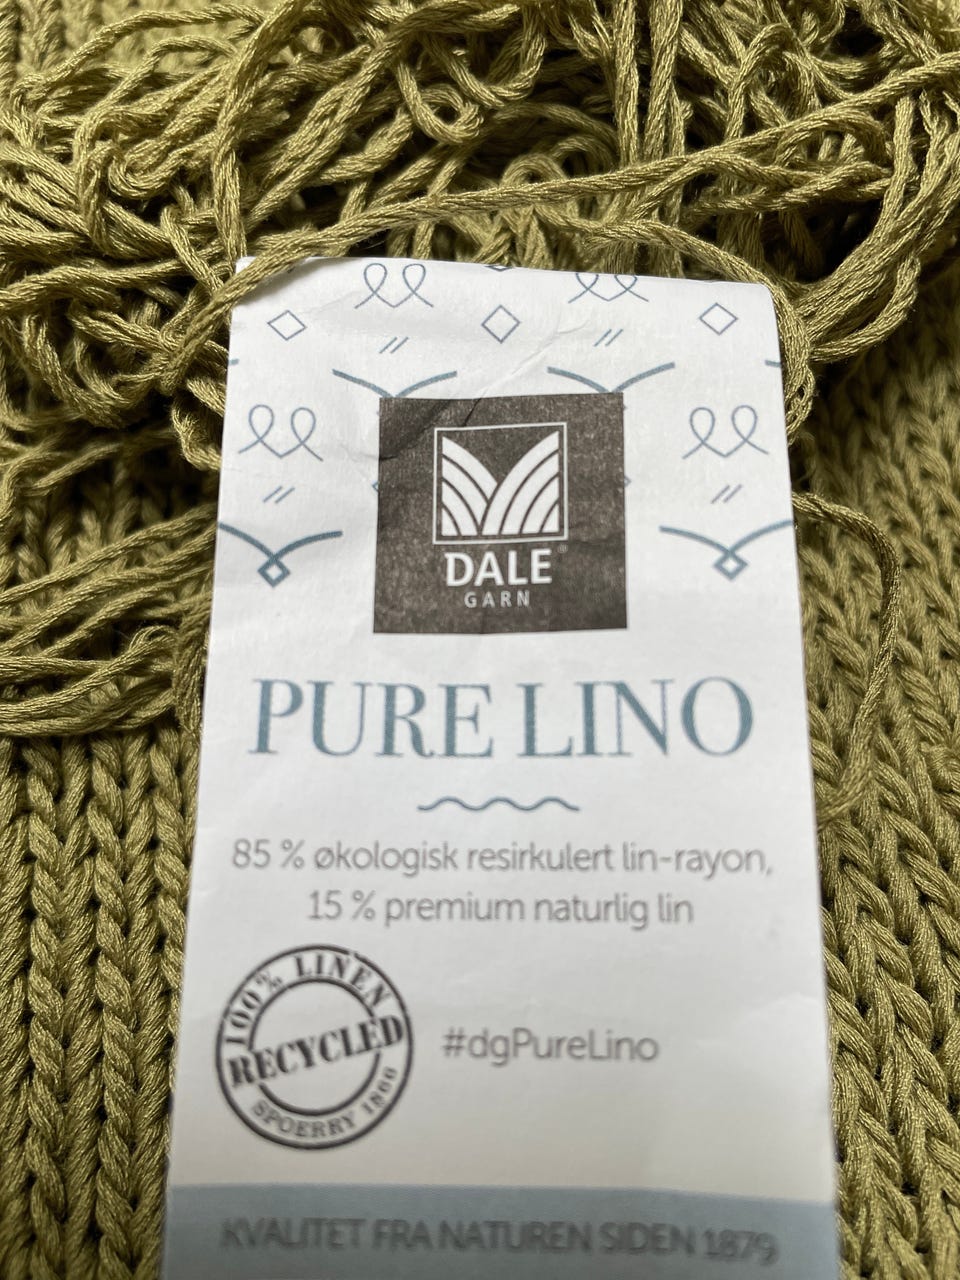 DALE®
GARN
PURE LINO
85 % økologisk resirkulert lin-rayon,
15 % premium naturlig lin
100% LINEN
RECYCLED
SPOERRY 1866
#dgPureLino
KVALITET FRA NATUREN SIDEN 1879